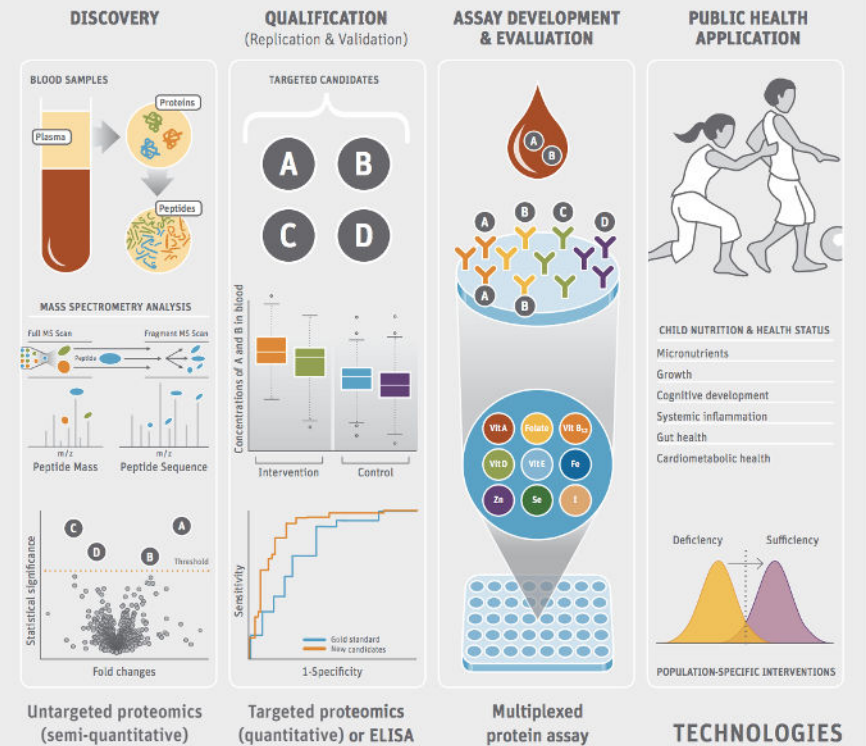 DISCOVERY
BLOOD SAMPLES
Plasma
Proteins
Peptides
MASS SPECTROMETRY ANALYSIS
Full MS Scan
Fragment MS Scan
Peptide
m/z
m/z
Peptide Mass
Peptide Sequence
Statistical significance
C
D
B
A
Threshold
Fold changes
Untargeted proteomics
(semi-quantitative)
QUALIFICATION
(Replication & Validation)
TARGETED CANDIDATES
A
B
C
D
Concentrations of A and B in blood
Intervention
Control
Sensitivity
Gold standard
New candidates
1-Specificity
Targeted proteomics
(quantitative) or ELISA
ASSAY DEVELOPMENT
& EVALUATION
A
B
A
B
C
D
A
B
Vit A
Folate
Vit B12
Vit D
Vit E
Fe
Zn
Se
I
Multiplexed
protein assay
PUBLIC HEALTH
APPLICATION
CHILD NUTRITION & HEALTH STATUS
Micronutrients
Growth
Cognitive development
Systemic inflammation
Gut health
Cardiometabolic health
Deficiency
Sufficiency
POPULATION-SPECIFIC INTERVENTIONS
TECHNOLOGIES